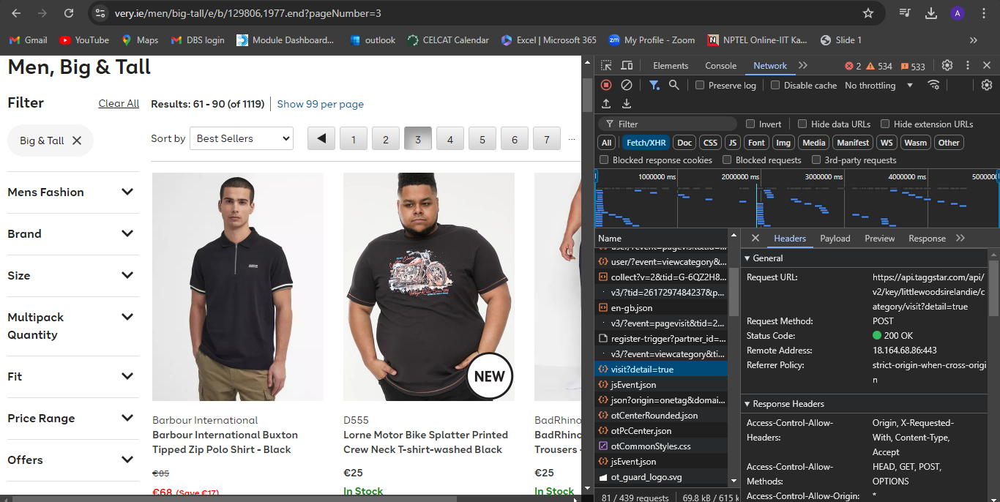 very.ie/men/big-tall/e/b/129806,1977.end?pageNumber=3
A
Gmail YouTube Maps DBS login Module Dashboard... outlook CELCAT Calendar Excel | Microsoft 365 zm My Profile - Zoom N NPTEL Online-IIT Ka... Slide 1 »
Men, Big & Tall
Filter Clear All
Big & Tall
Mens Fashion
Brand
Size
Multipack
Quantity
Fit
Price Range
Offers
Results: 61 - 90 (of 1119) Show 99 per page
Sort by Best Sellers 1 2 3 4 5 6 7 ...
NEW
Barbour International
Barbour International Buxton
Tipped Zip Polo Shirt - Black
€85
€68 (Save €17)
D555
Lorne Motor Bike Splatter Printed
Crew Neck T-shirt-washed Black
€25
In Stock
BadRhino
BadRhino
Trousers -
€25
In Stock
Elements Console Network » 2 534 533
Preserve log Disable cache No throttling
Filter Invert Hide data URLs Hide extension URLs
All Fetch/XHR Doc CSS JS Font Img Media Manifest WS Wasm Other
Blocked response cookies Blocked requests 3rd-party requests
1000000 ms 2000000 ms 3000000 ms 4000000 ms 5000000
Name
user/?event=pagevisit&tid=...
user/?event=viewcategory&...
collect?v=2&tid=G-6QZ2H8...
v3/?tid=2617297484237&p...
en-gb.json
v3/?event=pagevisit&tid=2...
register-trigger?partner_id=...
v3/?event=viewcategory&ti...
visit?detail=true
jsEvent.json
json?origin=onetag&domai...
otCenterRounded.json
otPcCenter.json
otCommonStyles.css
jsEvent.json
ot_guard_logo.svg
81 / 439 requests 69.8 kB / 615 k
Headers Payload Preview Response »
General
Request URL: https://api.taggstar.com/api/
v2/key/littlewoodsirelandie/c
ategory/visit?detail=true
Request Method: POST
Status Code: 200 OK
Remote Address: 18.164.68.86:443
Referrer Policy: strict-origin-when-cross-origi
n
Response Headers
Access-Control-Allow- Origin, X-Requested-
Headers: With, Content-Type,
Accept
Access-Control-Allow- HEAD, GET, POST,
Methods: OPTIONS
Access-Control-Allow-Origin: *